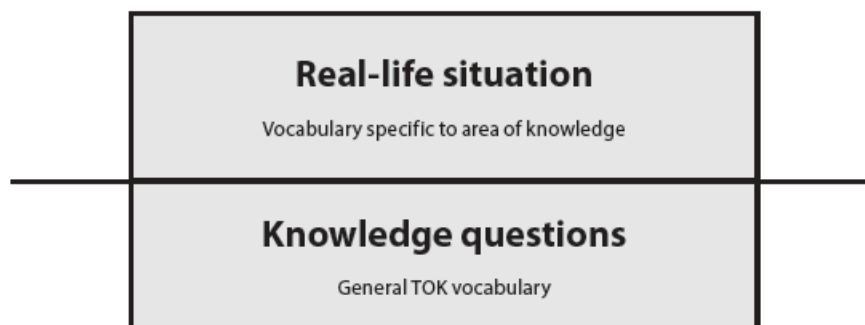 Real-life situation
Vocabulary specific to area of knowledge
Knowledge questions
General TOK vocabulary